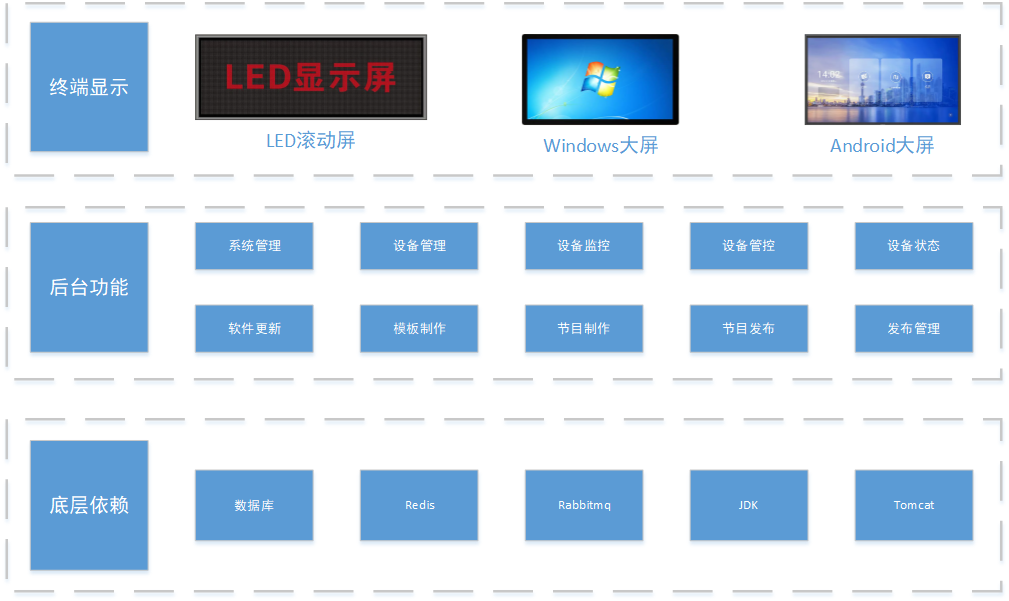 终端显示
LED显示屏
14:02
LED滚动屏
Windows大屏
Android大屏
后台功能
系统管理
设备管理
设备监控
设备管控
设备状态
软件更新
模板制作
节目制作
节目发布
发布管理
底层依赖
数据库
Redis
Rabbitmq
JDK
Tomcat